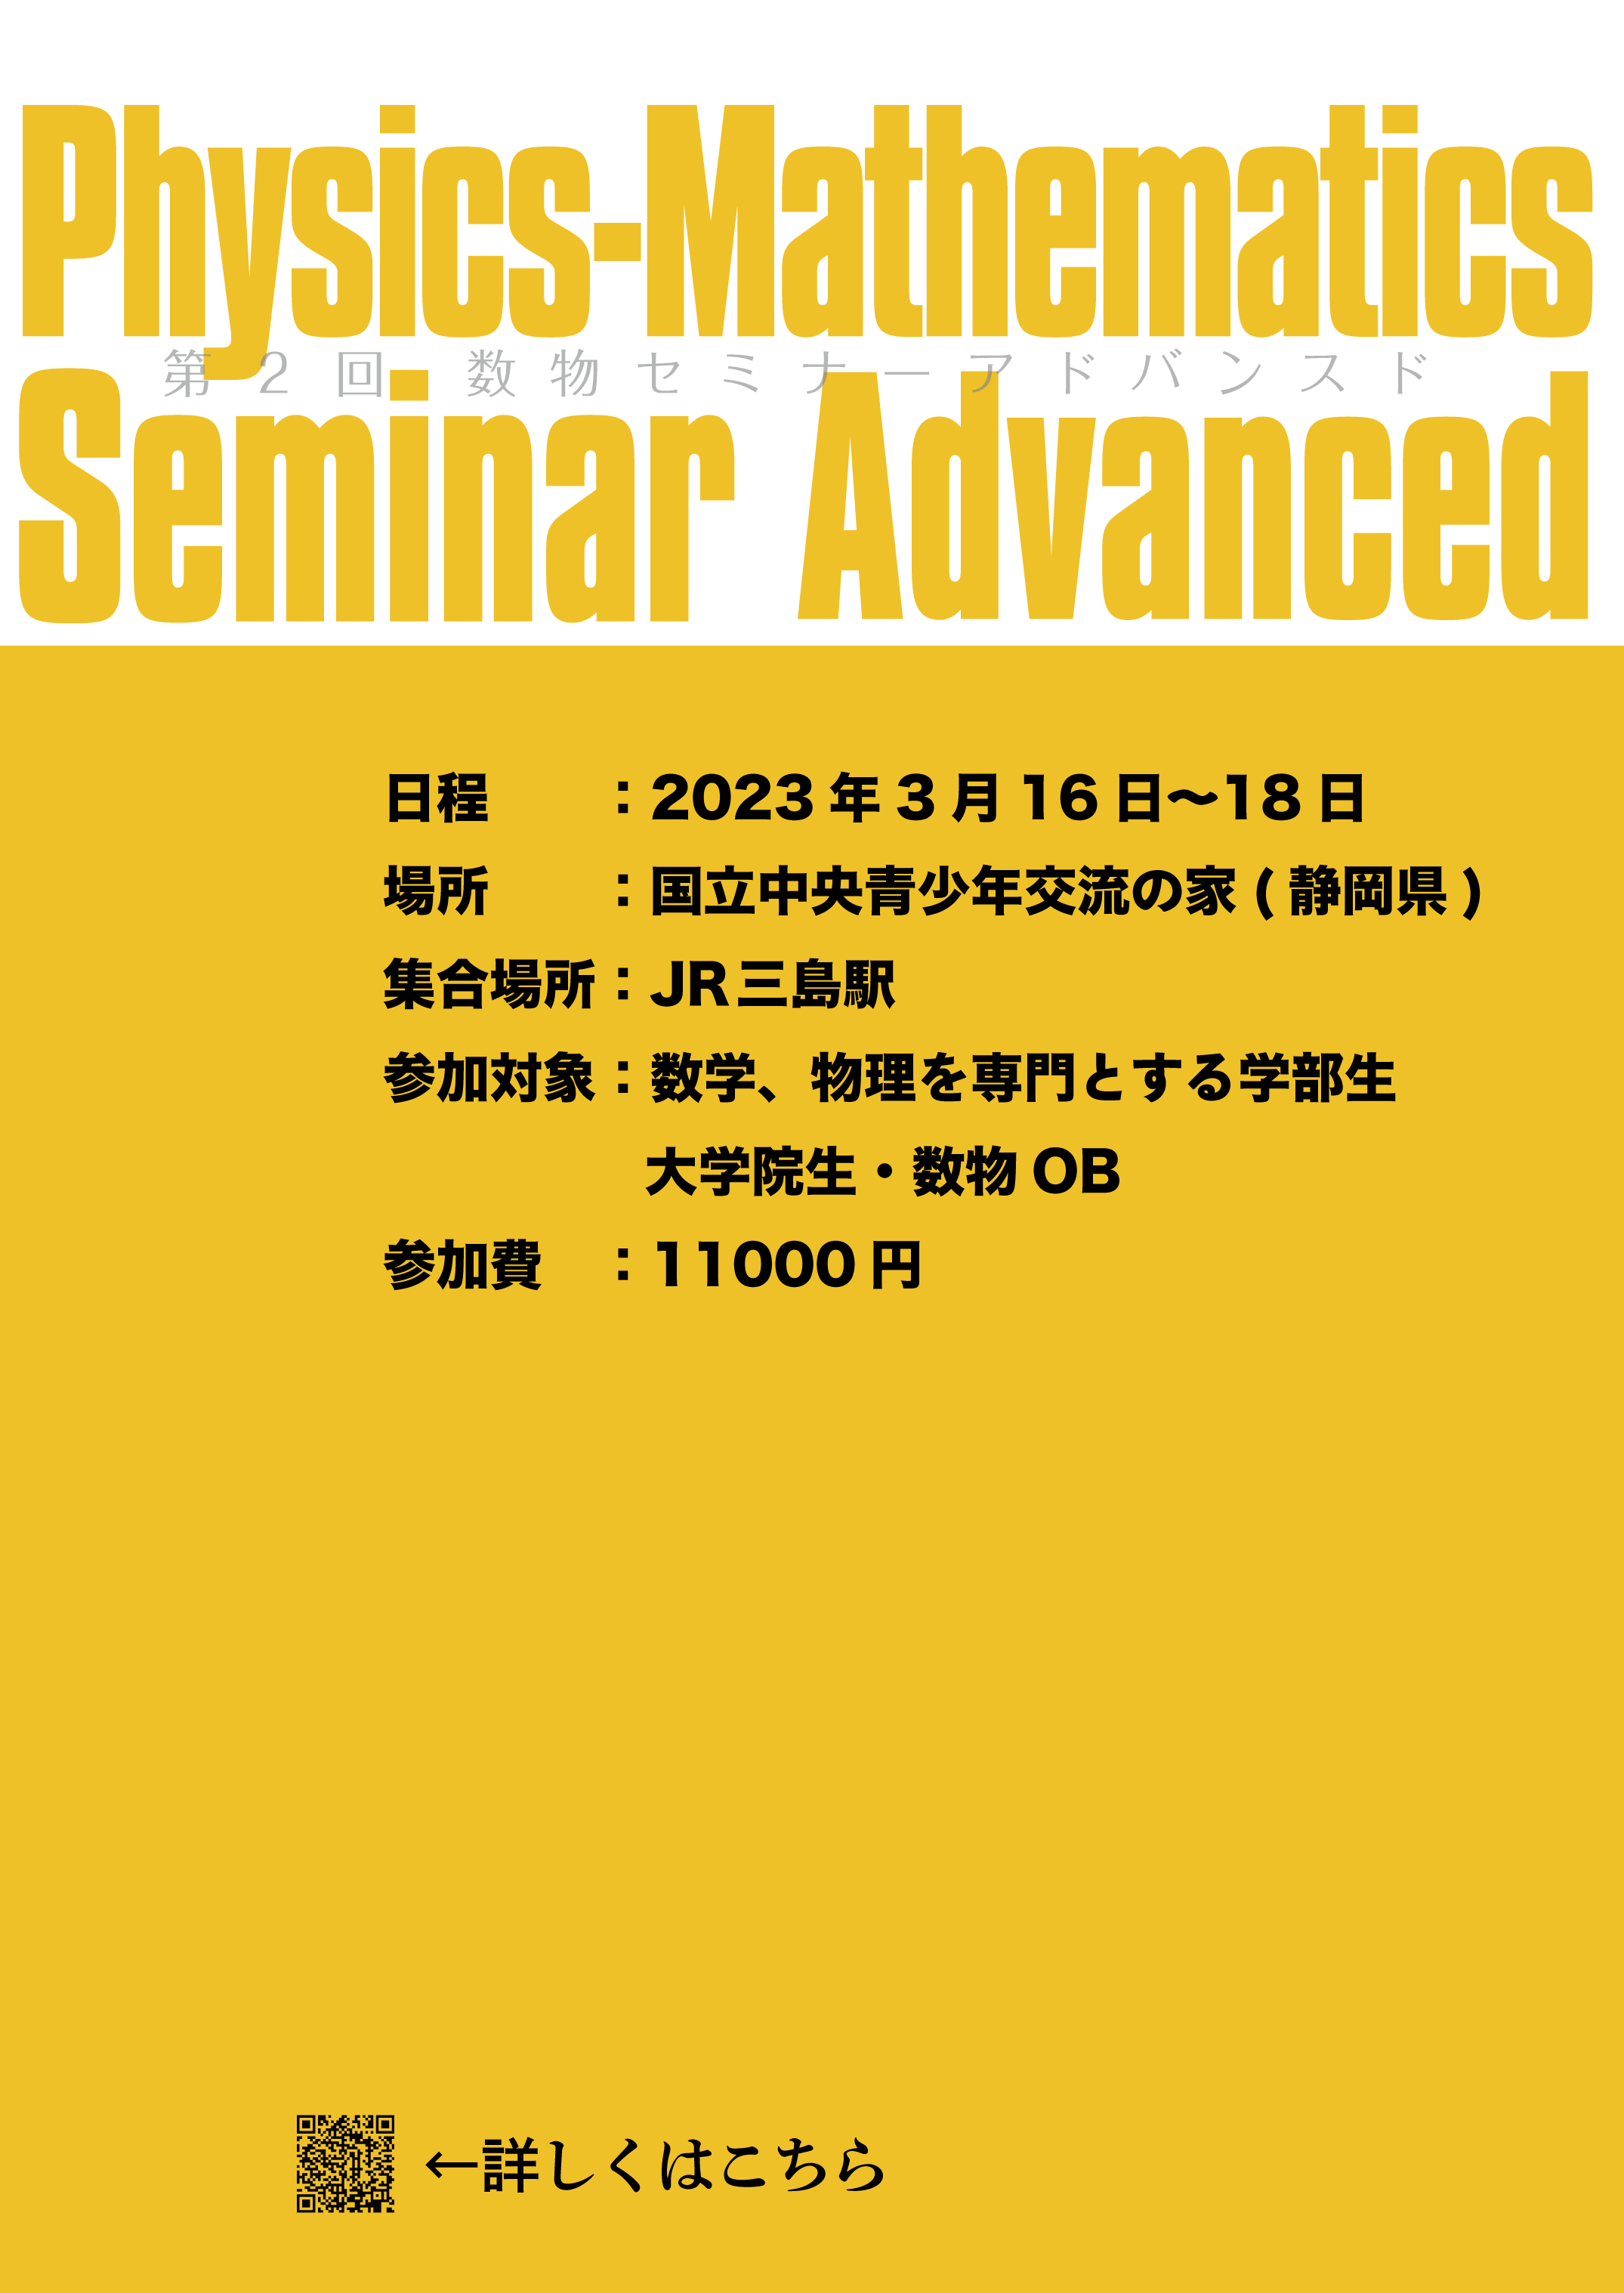 Physics-Mathematics
第2回 数物セミナーアドバンスド
Seminar Advanced
日程 : 2023年3月16日~18日
場所 : 国立中央青少年交流の家(静岡県)
集合場所 : JR三島駅
参加対象 : 数学、物理を専門とする学部生
大学院生・数物OB
参加費 : 11000円
←詳しくはこちら